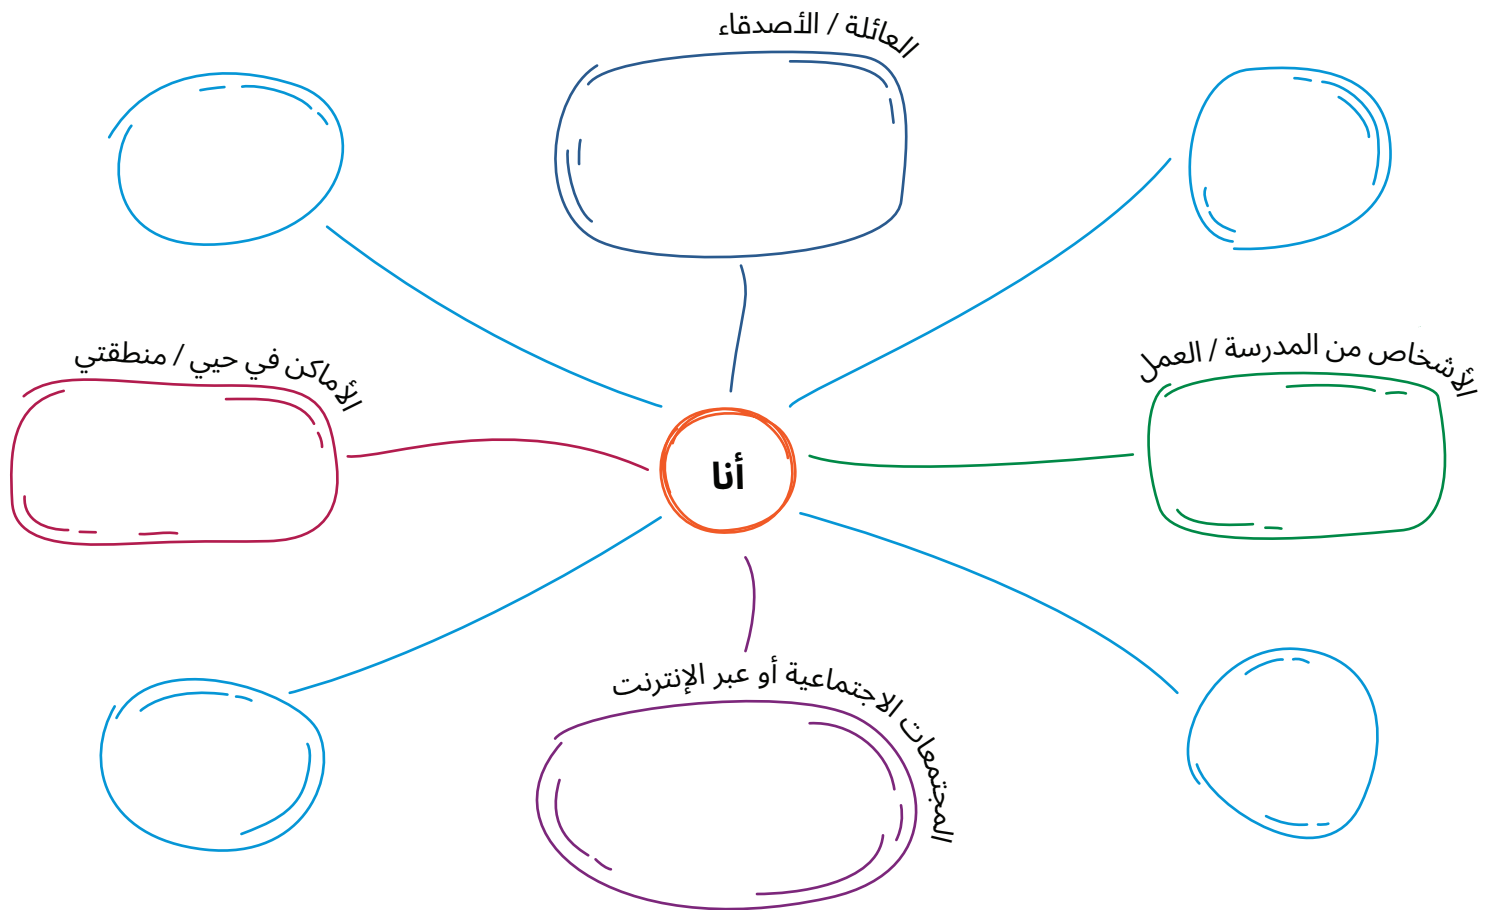 العائلة / الأصدقاء
الأشخاص من المدرسة / العمل
الأماكن في حيي / منطقتي
أنا
المجتمعات الاجتماعية أو عبر الإنترنت